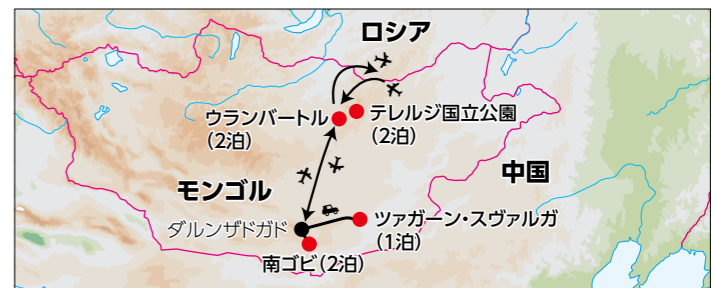 ロシア
ウランバートル
(2泊)
テレルジ国立公園
(2泊)
中国
モンゴル
ダルンザドガド
ツァガーン・スヴァルガ
(1泊)
南ゴビ(2泊)